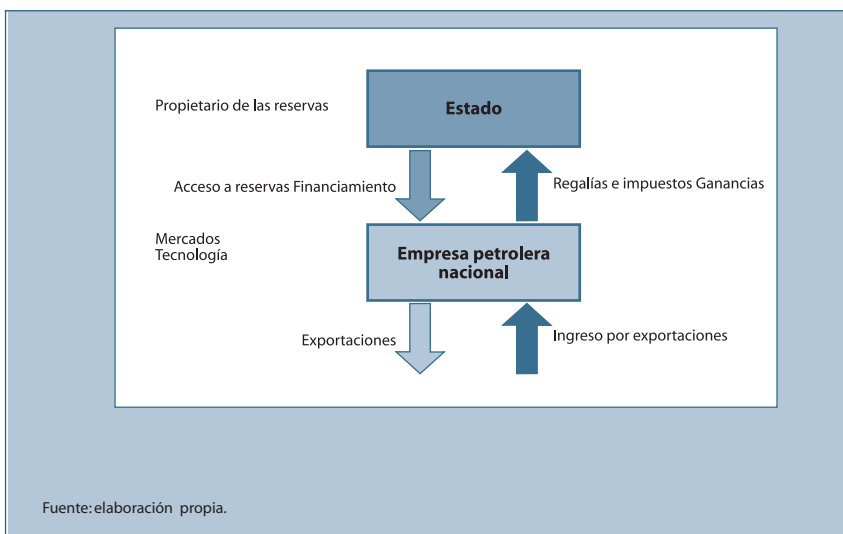 Propietario de las reservas
Estado
Acceso a reservas Financiamiento
Regalías e impuestos Ganancias
Mercados
Tecnología
Empresa petrolera
nacional
Exportaciones
Ingreso por exportaciones
Fuente: elaboración propia.